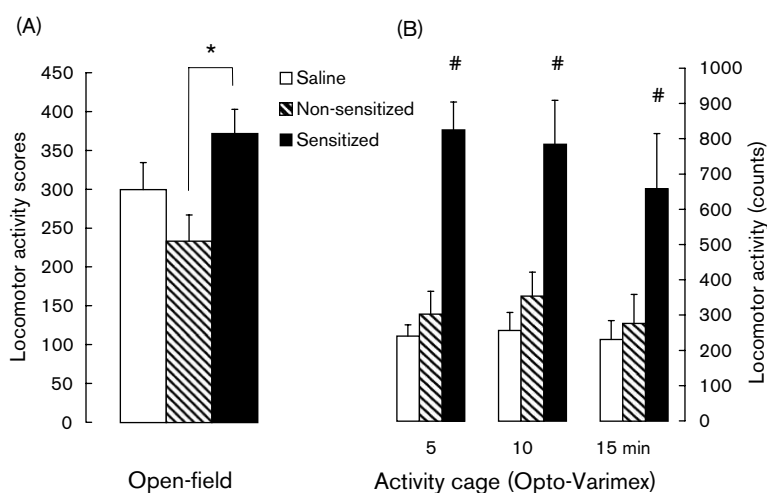 (A)
(B)
*
#
#
#
450
400
350
300
250
200
150
100
50
0
Locomotor activity scores
Saline
Non-sensitized
Sensitized
1000
900
800
700
600
500
400
300
200
100
0
Locomotor activity (counts)
5
10
15 min
Open-field
Activity cage (Opto-Varimex)